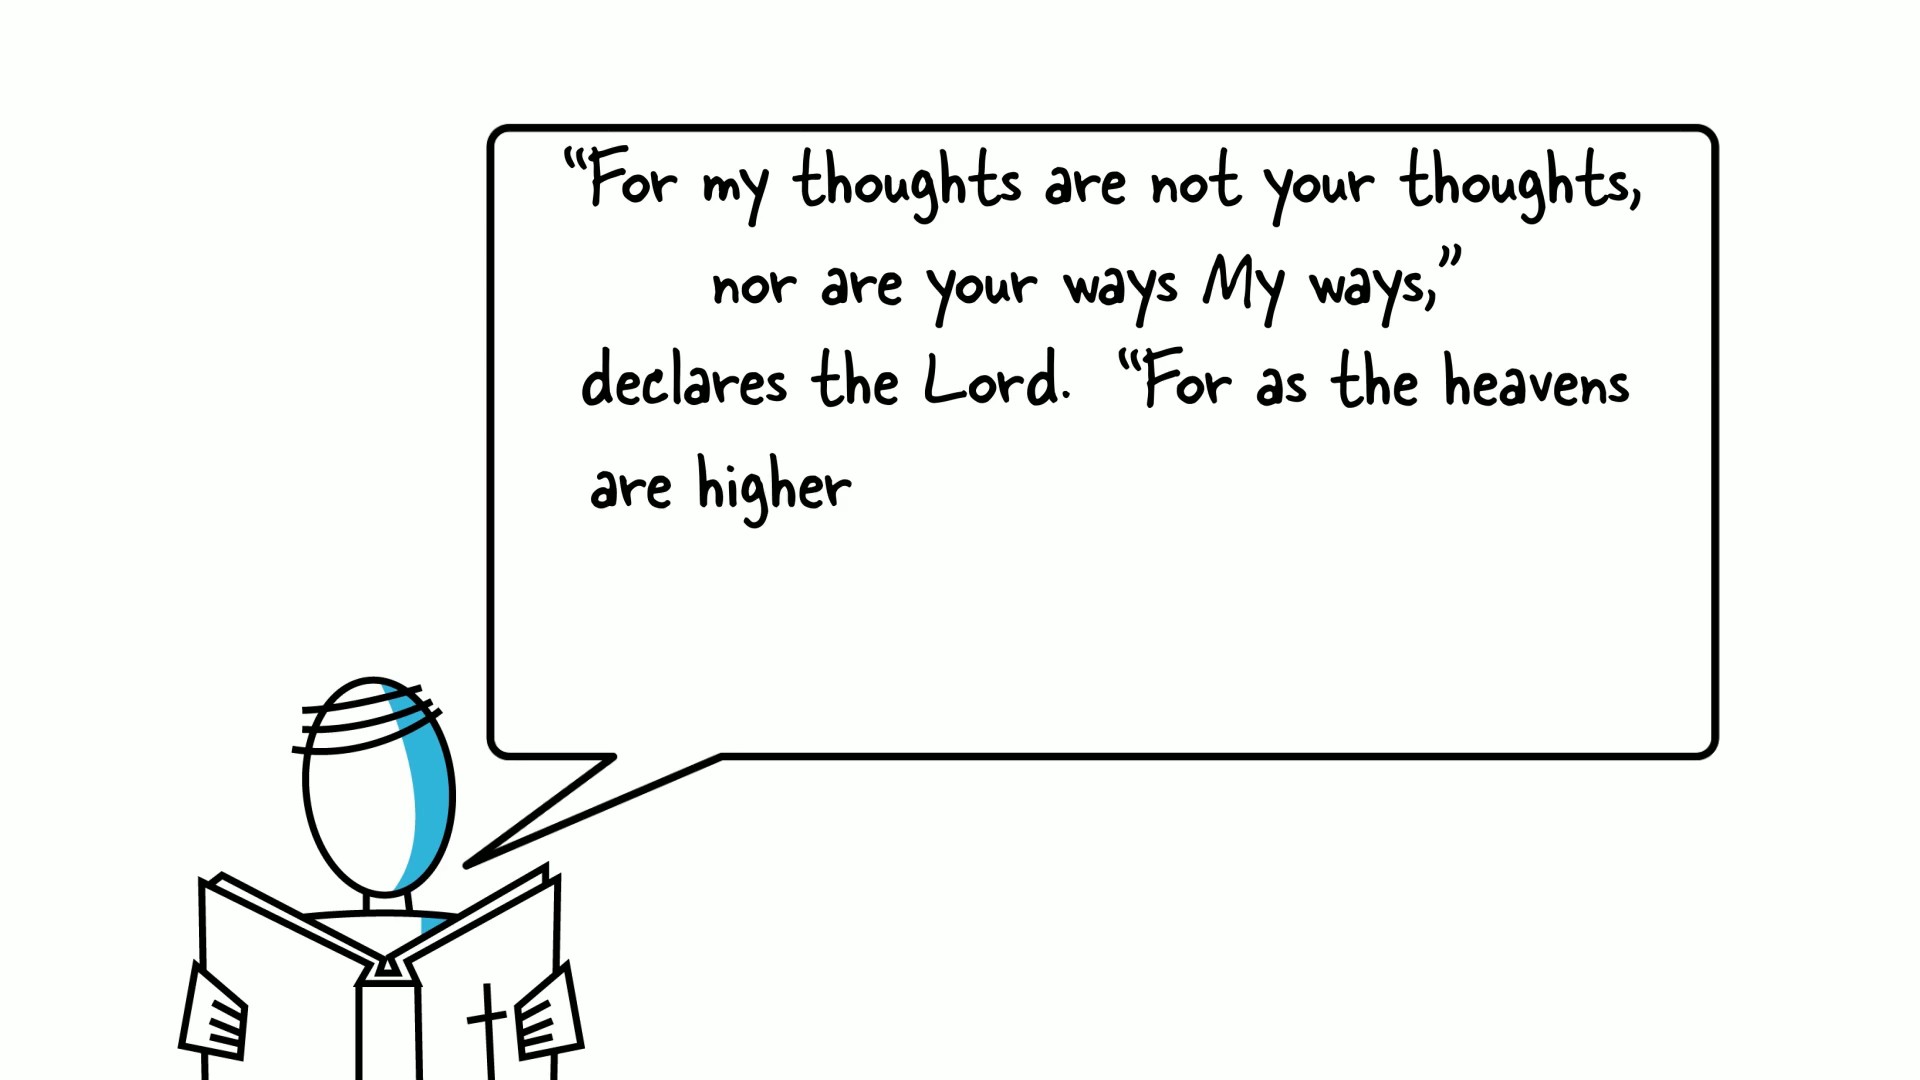 “For my thoughts are not your thoughts,
nor are your ways My ways,”
declares the Lord. “For as the heavens
are higher